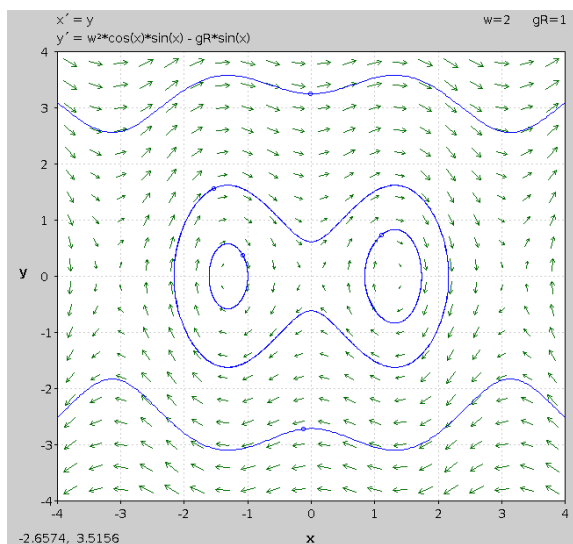 x´ = y
w=2 gR=1
y´ = w²*cos(x)*sin(x) - gR*sin(x)
4
3
2
1
y
0
-1
-2
-3
-4
-4 -3 -2 -1 0 1 2 3 4
-2.6574, 3.5156
x